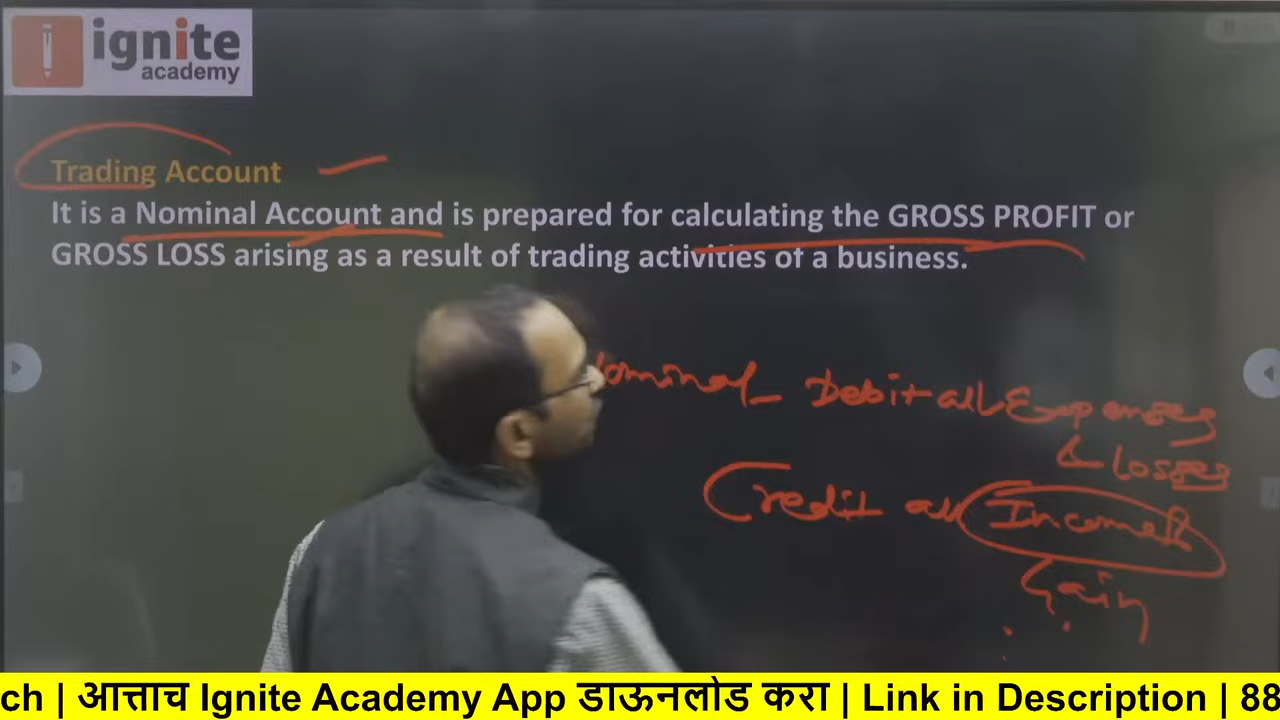 ignite
academy
Trading Account
It is a Nominal Account and is prepared for calculating the GROSS PROFIT or
GROSS LOSS arising as a result of trading activities of a business.
Nominal - Debit all Expenses
& Losses
Credit all Income &
Gain
ch | आत्ताच Ignite Academy App डाऊनलोड करा | Link in Description | 88